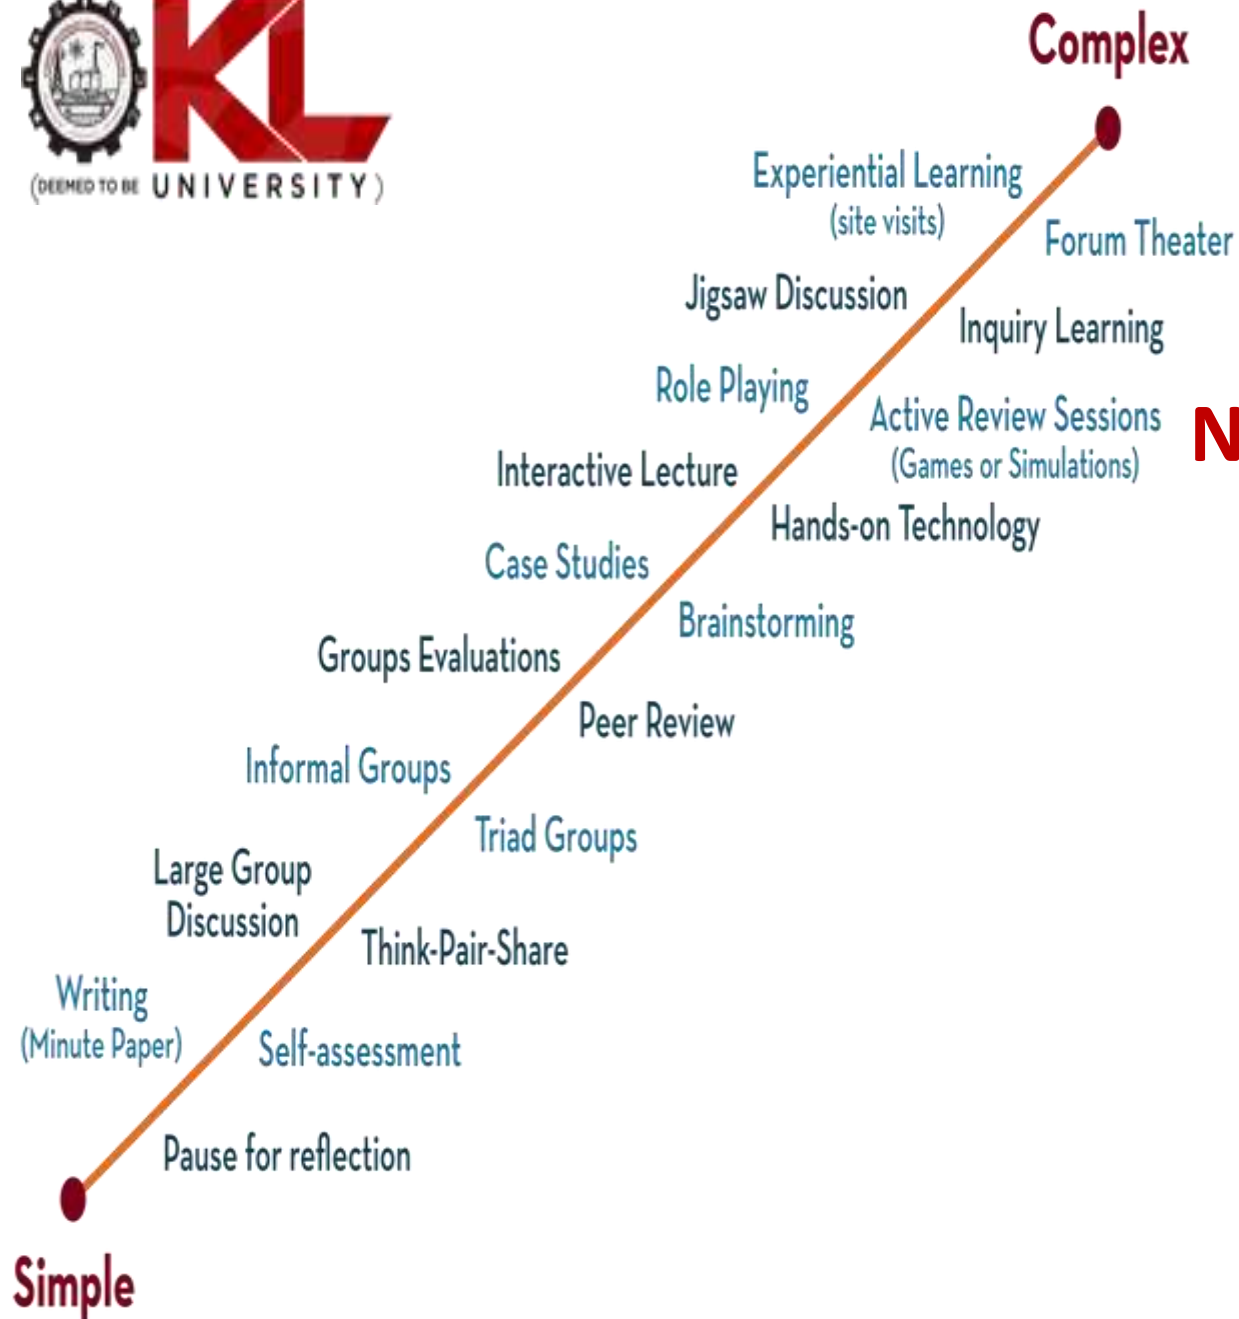 KL
(DEEMED TO BE UNIVERSITY)
Complex
Experiential Learning
(site visits)
Forum Theater
Jigsaw Discussion
Inquiry Learning
Role Playing
Active Review Sessions
(Games or Simulations)
N
Interactive Lecture
Hands-on Technology
Case Studies
Brainstorming
Groups Evaluations
Peer Review
Informal Groups
Triad Groups
Large Group
Discussion
Think-Pair-Share
Writing
(Minute Paper)
Self-assessment
Pause for reflection
Simple